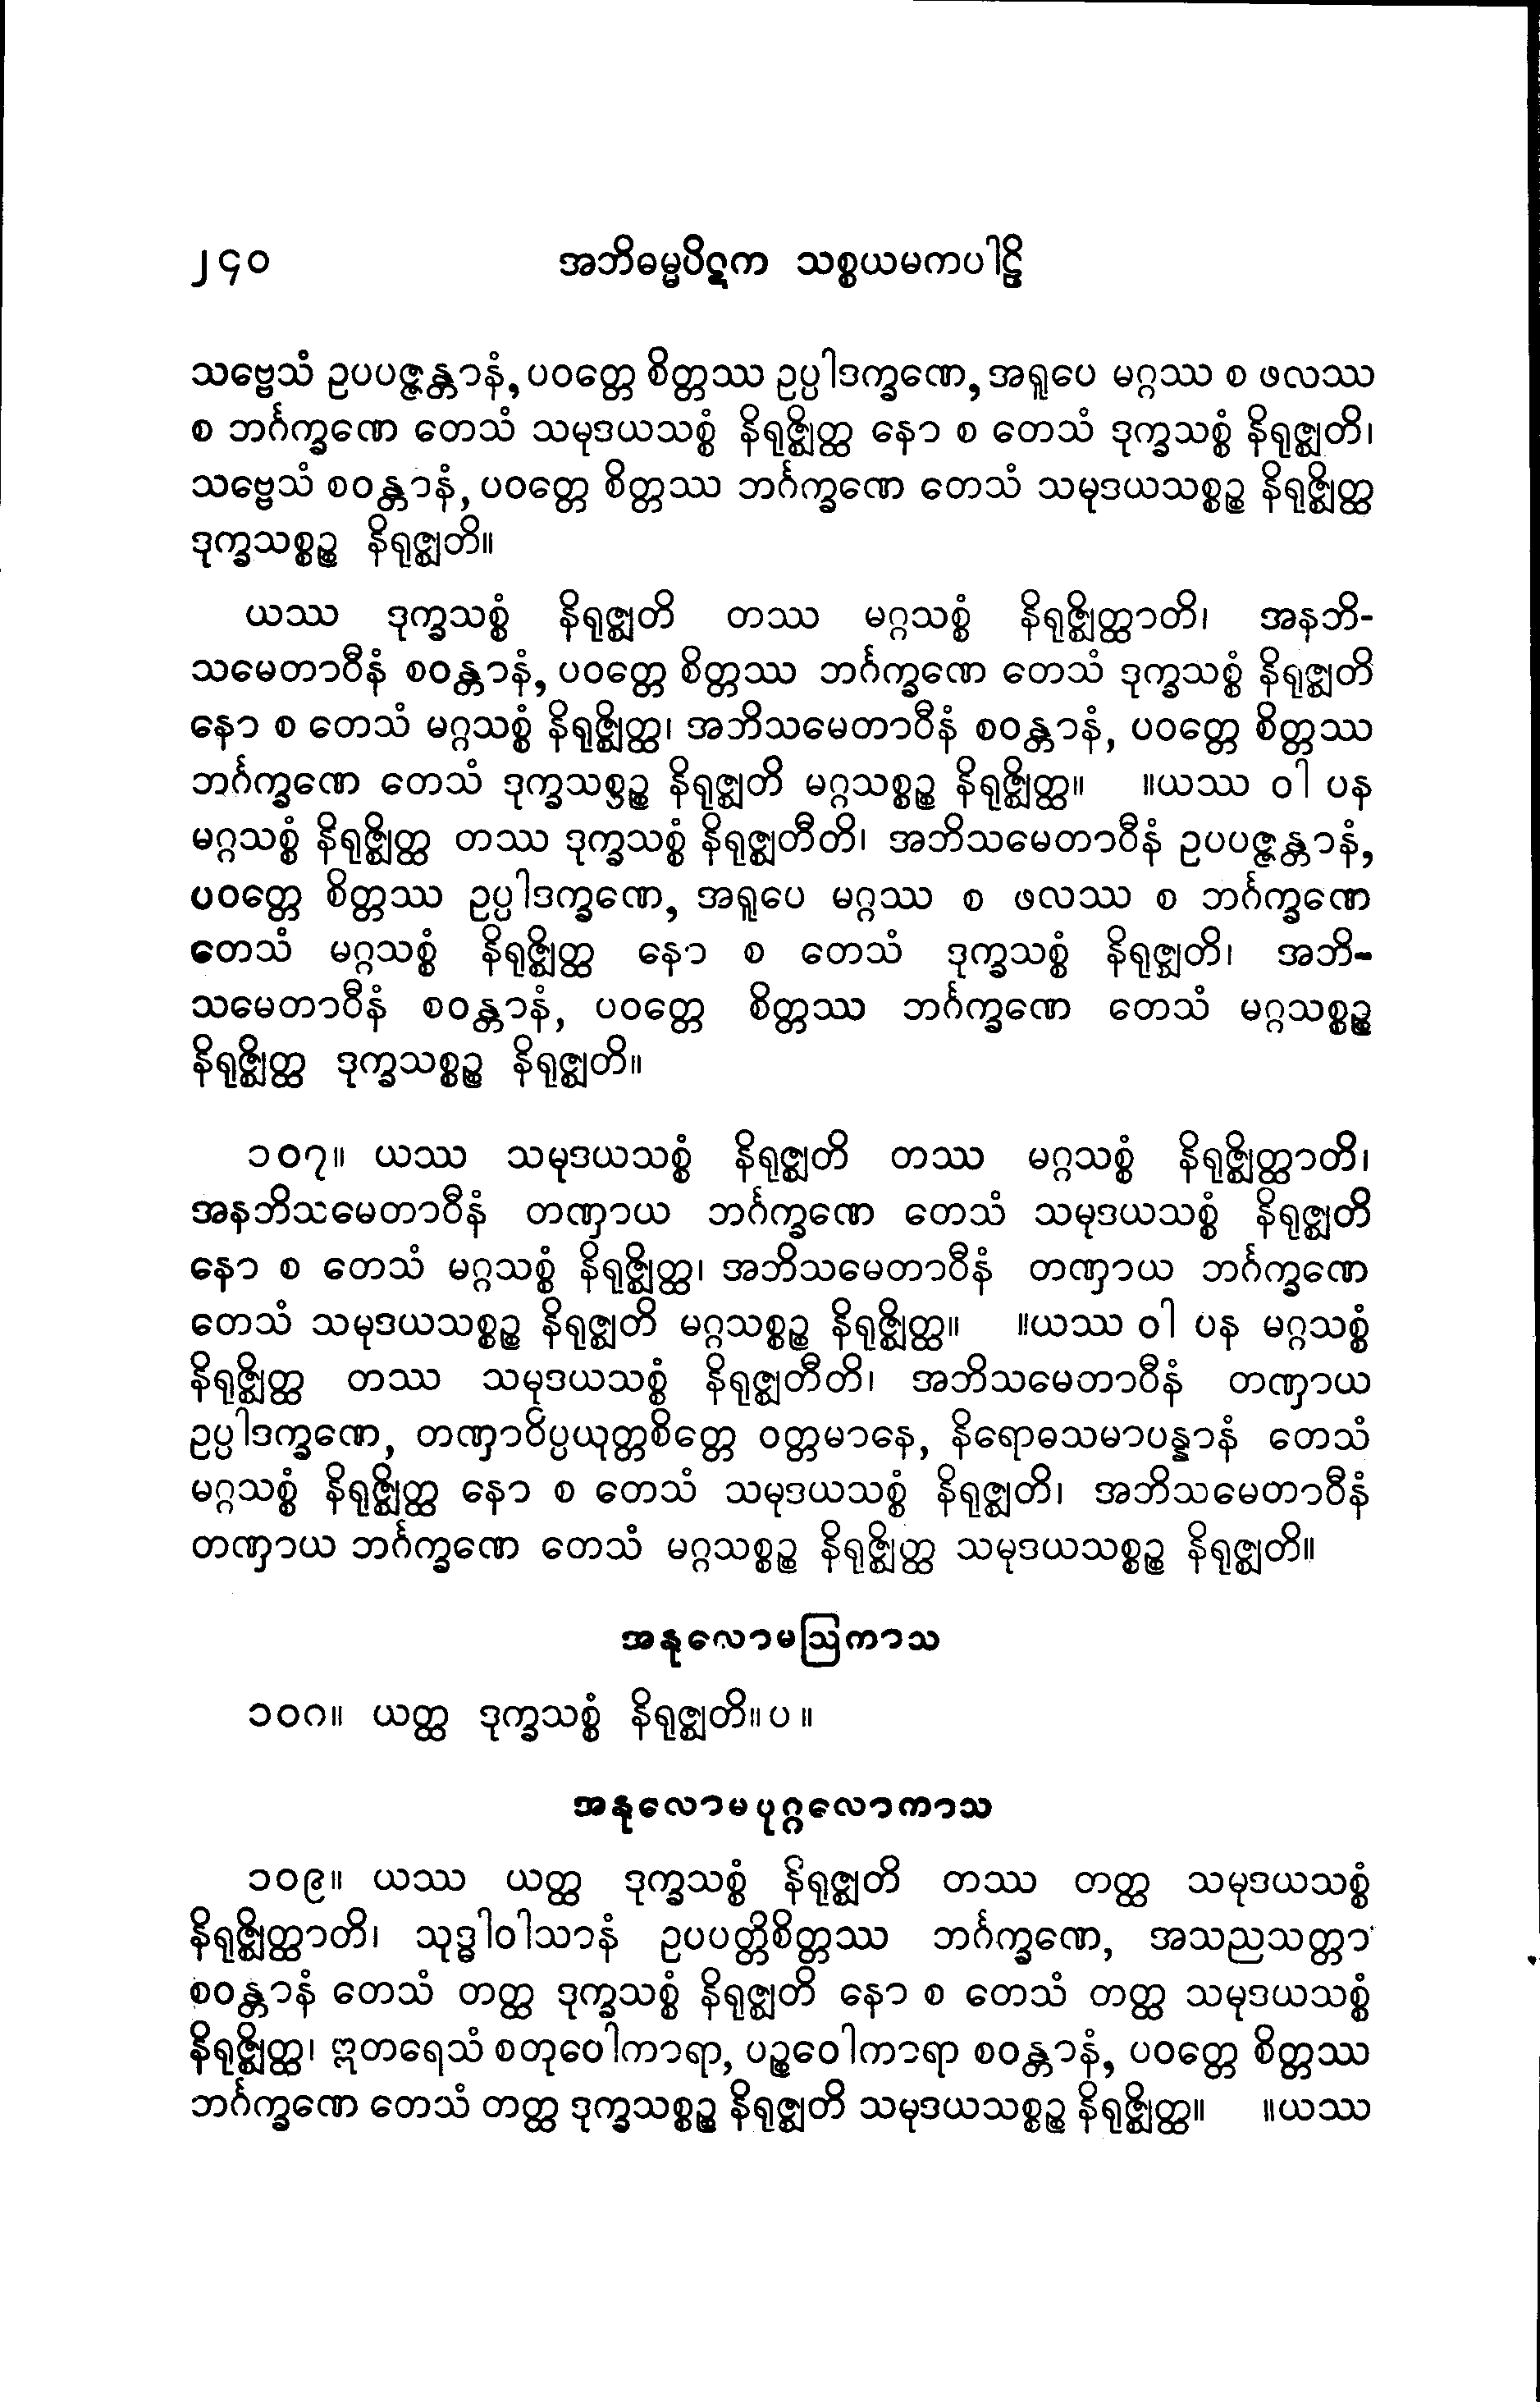 ၂၄၀ အဘိဓမ္မပိဋက သစ္စယမကပါဠိ
သဗ္ဗေသံ ဥပပဇ္ဇန္တာနံ, ပဝတ္တေ စိတ္တဿ ဥပ္ပါဒက္ခဏေ, အရူပေ မဂ္ဂဿ စ ဖလဿ
စ ဘင်္ဂက္ခဏေ တေသံ သမုဒယသစ္စံ နိရုဇ္ဈိတ္ထ နော စ တေသံ ဒုက္ခသစ္စံ နိရုဇ္ဈတိ၊
သဗ္ဗေသံ စဝန္တာနံ, ပဝတ္တေ စိတ္တဿ ဘင်္ဂက္ခဏေ တေသံ သမုဒယသစ္စဉ္စ နိရုဇ္ဈိတ္ထ
ဒုက္ခသစ္စဉ္စ နိရုဇ္ဈတိ။
ယဿ ဒုက္ခသစ္စံ နိရုဇ္ဈတိ တဿ မဂ္ဂသစ္စံ နိရုဇ္ဈိတ္ထာတိ၊ အနဘိ-
သမေတာဝီနံ စဝန္တာနံ, ပဝတ္တေ စိတ္တဿ ဘင်္ဂက္ခဏေ တေသံ ဒုက္ခသစ္စံ နိရုဇ္ဈတိ
နော စ တေသံ မဂ္ဂသစ္စံ နိရုဇ္ဈိတ္ထ၊ အဘိသမေတာဝီနံ စဝန္တာနံ, ပဝတ္တေ စိတ္တဿ
ဘင်္ဂက္ခဏေ တေသံ ဒုက္ခသစ္စဉ္စ နိရုဇ္ဈတိ မဂ္ဂသစ္စဉ္စ နိရုဇ္ဈိတ္ထ။ ။ယဿ ဝါ ပန
မဂ္ဂသစ္စံ နိရုဇ္ဈိတ္ထ တဿ ဒုက္ခသစ္စံ နိရုဇ္ဈတီတိ၊ အဘိသမေတာဝီနံ ဥပပဇ္ဇန္တာနံ,
ပဝတ္တေ စိတ္တဿ ဥပ္ပါဒက္ခဏေ, အရူပေ မဂ္ဂဿ စ ဖလဿ စ ဘင်္ဂက္ခဏေ
တေသံ မဂ္ဂသစ္စံ နိရုဇ္ဈိတ္ထ နော စ တေသံ ဒုက္ခသစ္စံ နိရုဇ္ဈတိ၊ အဘိ-
သမေတာဝီနံ စဝန္တာနံ, ပဝတ္တေ စိတ္တဿ ဘင်္ဂက္ခဏေ တေသံ မဂ္ဂသစ္စဉ္စ
နိရုဇ္ဈိတ္ထ ဒုက္ခသစ္စဉ္စ နိရုဇ္ဈတိ။
၁၀၇။ ယဿ သမုဒယသစ္စံ နိရုဇ္ဈတိ တဿ မဂ္ဂသစ္စံ နိရုဇ္ဈိတ္ထာတိ၊
အနဘိသမေတာဝီနံ တဏှာယ ဘင်္ဂက္ခဏေ တေသံ သမုဒယသစ္စံ နိရုဇ္ဈတိ
နော စ တေသံ မဂ္ဂသစ္စံ နိရုဇ္ဈိတ္ထ၊ အဘိသမေတာဝီနံ တဏှာယ ဘင်္ဂက္ခဏေ
တေသံ သမုဒယသစ္စဉ္စ နိရုဇ္ဈတိ မဂ္ဂသစ္စဉ္စ နိရုဇ္ဈိတ္ထ။ ။ယဿ ဝါ ပန မဂ္ဂသစ္စံ
နိရုဇ္ဈိတ္ထ တဿ သမုဒယသစ္စံ နိရုဇ္ဈတီတိ၊ အဘိသမေတာဝီနံ တဏှာယ
ဥပ္ပါဒက္ခဏေ, တဏှာဝိပ္ပယုတ္တစိတ္တေ ဝတ္တမာနေ, နိရောဓသမာပန္နာနံ တေသံ
မဂ္ဂသစ္စံ နိရုဇ္ဈိတ္ထ နော စ တေသံ သမုဒယသစ္စံ နိရုဇ္ဈတိ၊ အဘိသမေတာဝီနံ
တဏှာယ ဘင်္ဂက္ခဏေ တေသံ မဂ္ဂသစ္စဉ္စ နိရုဇ္ဈိတ္ထ သမုဒယသစ္စဉ္စ နိရုဇ္ဈတိ။
အနုလောမဩကာသ
၁၀၈။ ယတ္ထ ဒုက္ခသစ္စံ နိရုဇ္ဈတိ။ပ။
အနုလောမပုဂ္ဂလောကာသ
၁၀၉။ ယဿ ယတ္ထ ဒုက္ခသစ္စံ နိရုဇ္ဈတိ တဿ တတ္ထ သမုဒယသစ္စံ
နိရုဇ္ဈိတ္ထာတိ၊ သုဒ္ဓါဝါသာနံ ဥပပတ္တိစိတ္တဿ ဘင်္ဂက္ခဏေ, အသညသတ္တာ
စဝန္တာနံ တေသံ တတ္ထ ဒုက္ခသစ္စံ နိရုဇ္ဈတိ နော စ တေသံ တတ္ထ သမုဒယသစ္စံ
နိရုဇ္ဈိတ္ထ၊ ဣတရေသံ စတုဝေါကာရာ, ပဉ္စဝေါကာရာ စဝန္တာနံ, ပဝတ္တေ စိတ္တဿ
ဘင်္ဂက္ခဏေ တေသံ တတ္ထ ဒုက္ခသစ္စဉ္စ နိရုဇ္ဈတိ သမုဒယသစ္စဉ္စ နိရုဇ္ဈိတ္ထ။ ။ယဿ